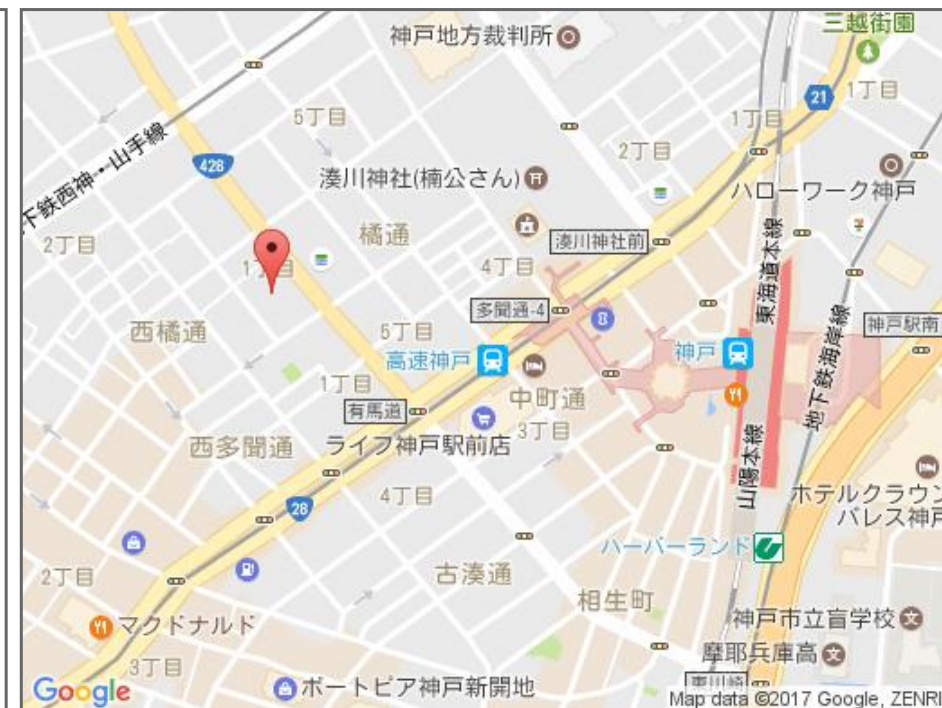 神戸地方裁判所
三越街園
1丁目
21
1丁目
5丁目
2丁目
下鉄西神・山手線
428
湊川神社(楠公さん)
ハローワーク神戸
2丁目
橘通
湊川神社前
1丁目
4丁目
東海道本線
多聞通-4
神戸駅南
西橘通
5丁目
高速神戸
神戸
地下鉄海岸線
1丁目
中町通
有馬道
3丁目
西多聞通
ライフ神戸駅前店
山陽本線
4丁目
28
ホテルクラウン
パレス神戸
ハーバーランド
2丁目
古湊通
相生町
マクドナルド
神戸市立盲学校
3丁目
摩耶兵庫高
Google
ポートピア神戸新開地
Map data ©2017 Google, ZENRI